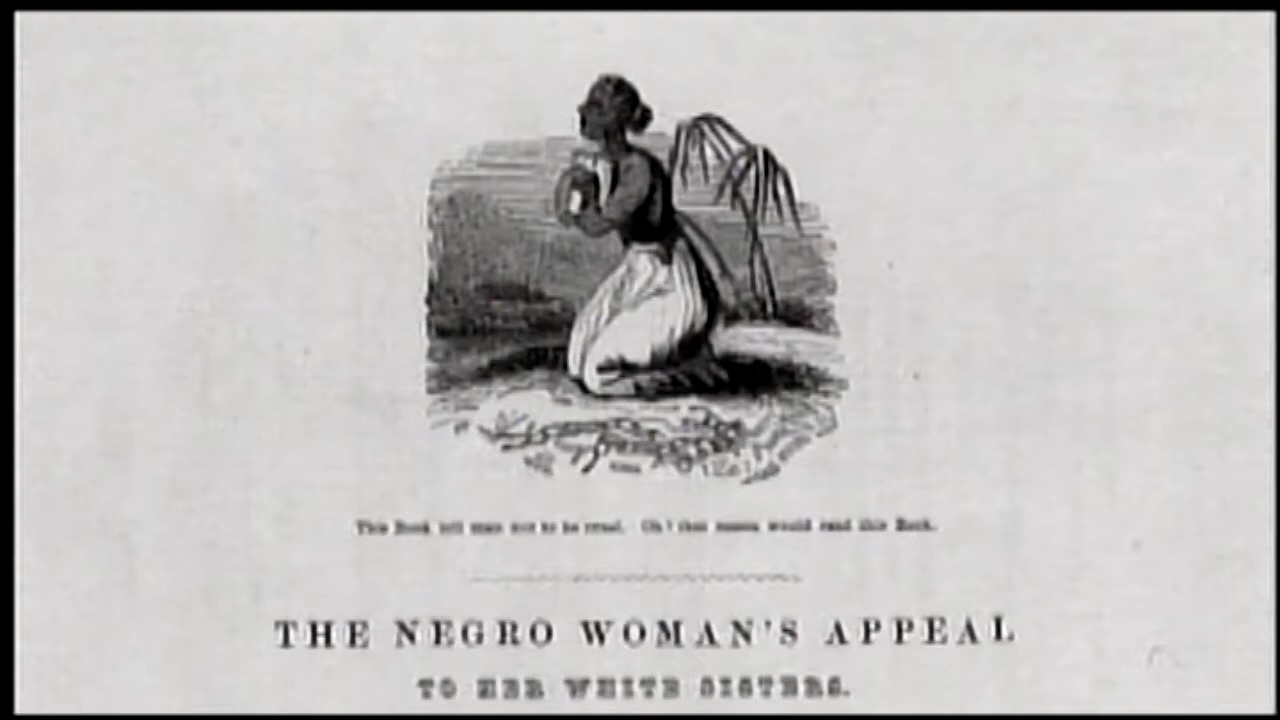 This Book tell man not to be cruel. Oh! that massa would read this Book.
THE NEGRO WOMAN'S APPEAL
TO HER WHITE SISTERS.